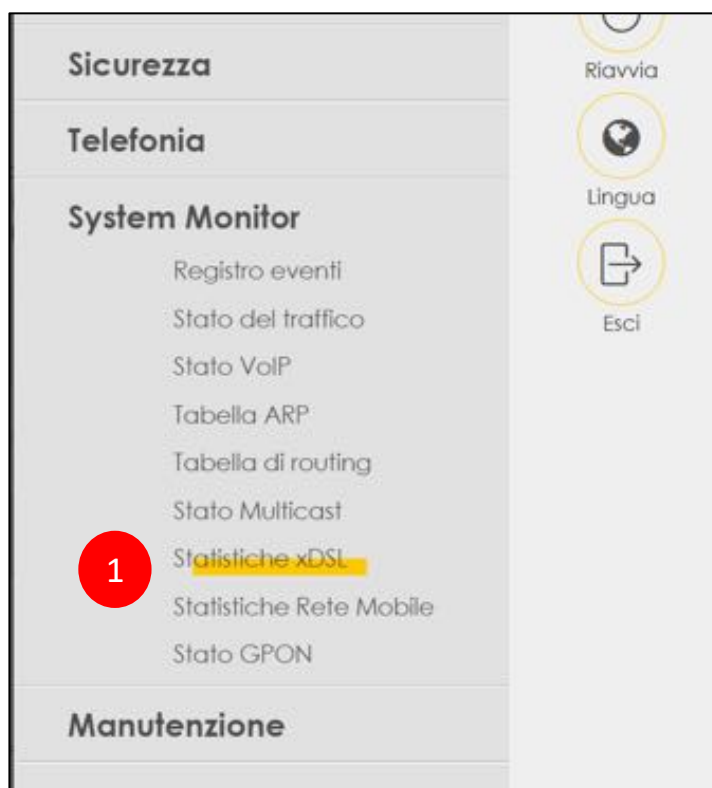 Sicurezza
Telefonia
System Monitor
Registro eventi
Stato del traffico
Stato VoIP
Tabella ARP
Tabella di routing
Stato Multicast
1
Statistiche xDSL
Statistiche Rete Mobile
Stato GPON
Manutenzione
Riavvia
Lingua
Esci